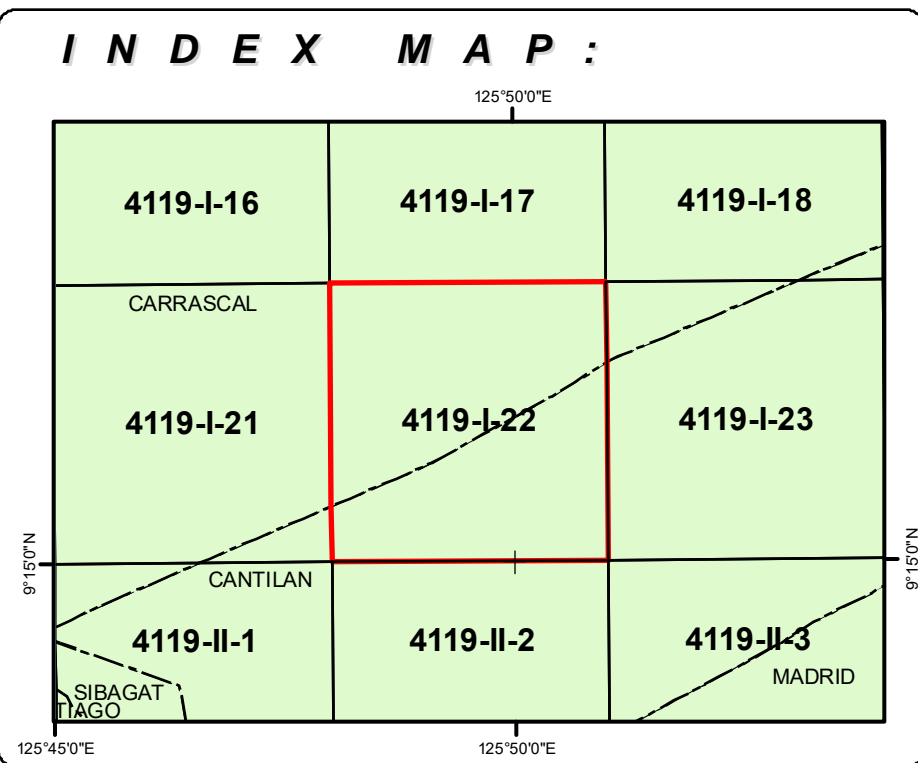 INDEX MAP:
125°50'0"E
4119-I-16 4119-I-17 4119-I-18
CARRASCAL
4119-I-21 4119-I-22 4119-I-23
9°15'0"N 9°15'0"N
CANTILAN
4119-II-1 4119-II-2 4119-II-3
MADRID
SIBAGAT
TIAGO
125°45'0"E 125°50'0"E